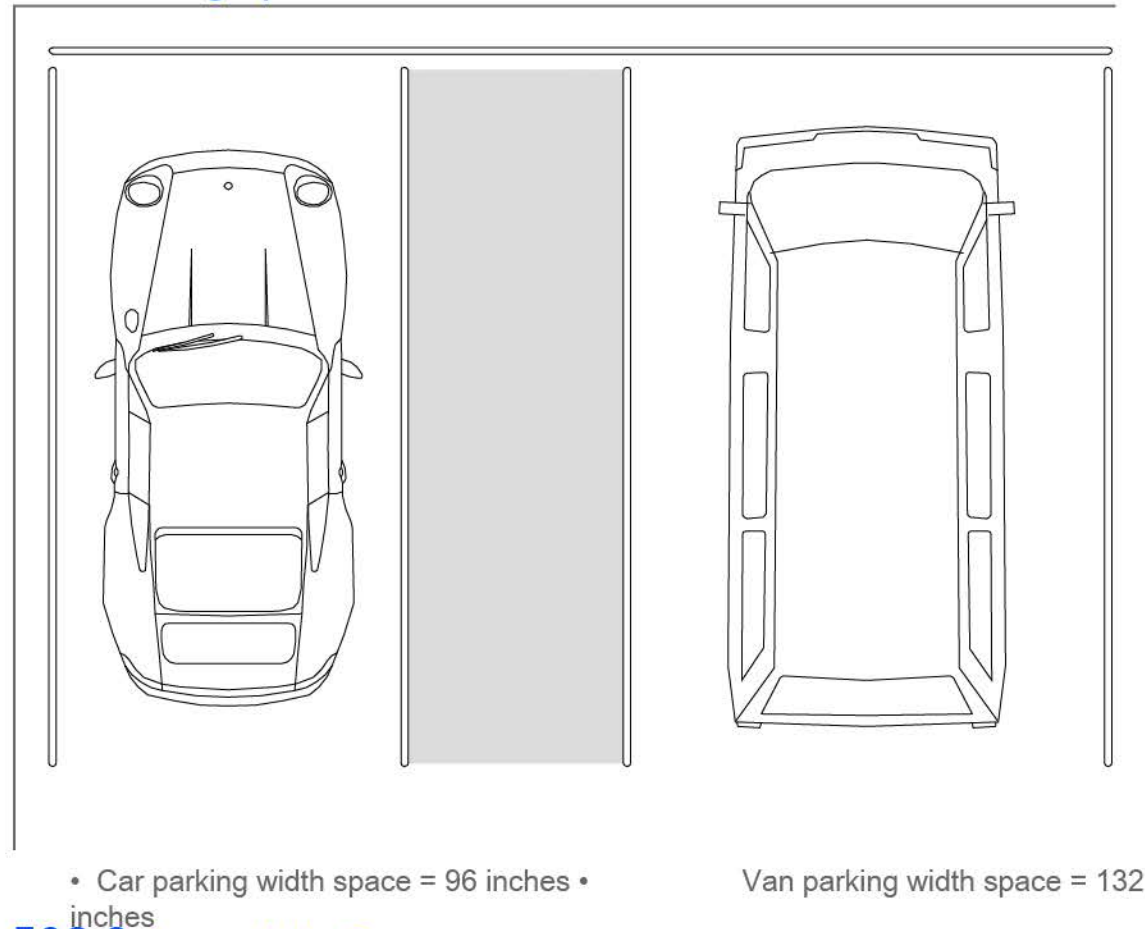 • Car parking width space = 96 inches • Van parking width space = 132
inches